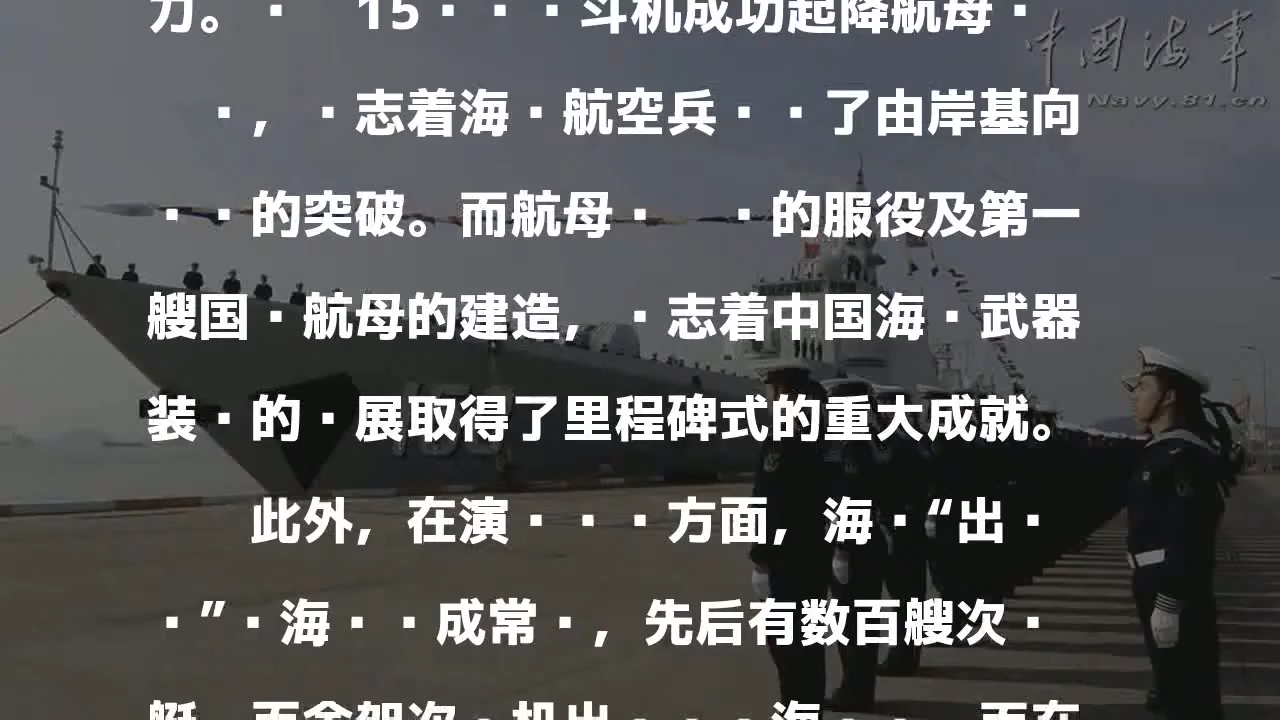 力。· 15···斗机成功起降航母·
·，·志着海·航空兵··了由岸基向
··的突破。而航母· ·的服役及第一
艘国·航母的建造，·志着中国海·武器
装·的·展取得了里程碑式的重大成就。
此外，在演···方面，海·“出·
·”·海··成常·，先后有数百艘次·
中国海军
Navy.81.cn
150